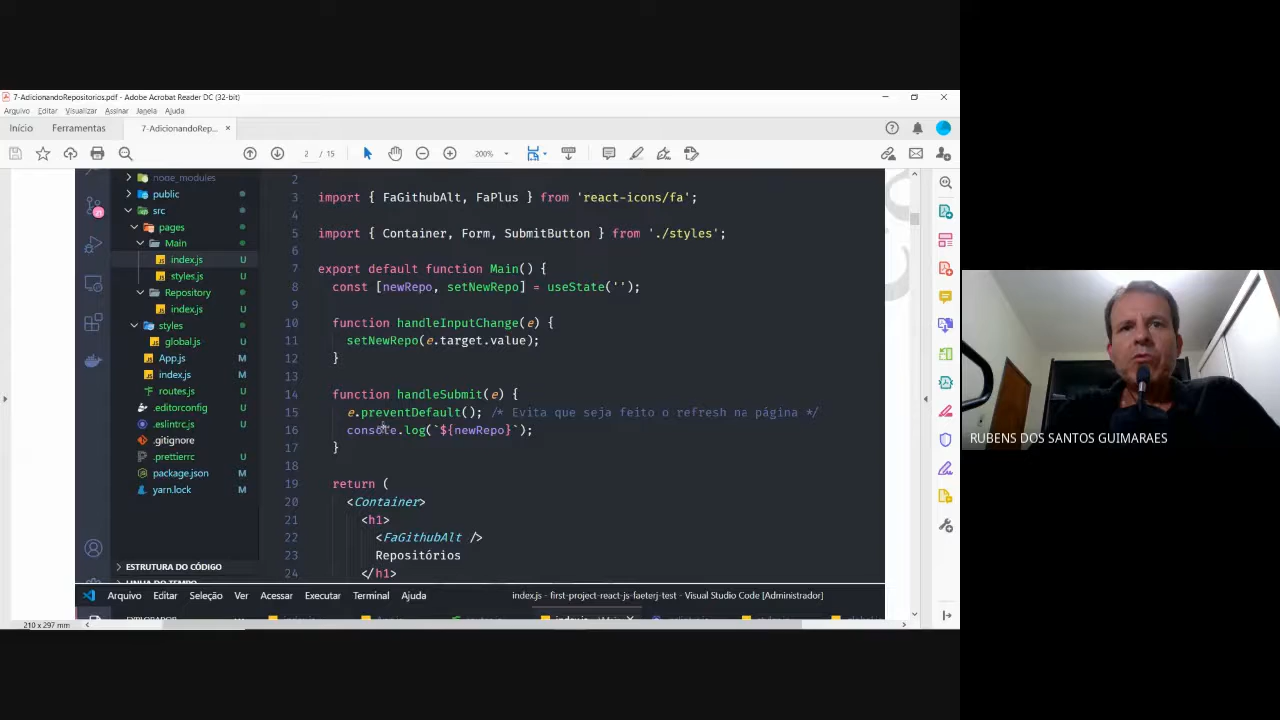 7-AdicionandoRepositorios.pdf - Adobe Acrobat Reader DC (32-bit)
Arquivo Editar Visualizar Assinar Janela Ajuda
Início Ferramentas 7-AdicionandoRep... ×
2 / 15 200%
node_modules
public
src
pages
Main
index.js U
styles.js U
Repository
index.js U
styles
global.js U
App.js M
index.js M
routes.js U
.editorconfig U
.eslintrc.js U
.gitignore
.prettierrc U
package.json M
yarn.lock M
ESTRUTURA DO CÓDIGO
LINHA DO TEMPO
2
3 import { FaGithubAlt, FaPlus } from 'react-icons/fa';
4
5 import { Container, Form, SubmitButton } from './styles';
6
7 export default function Main() {
8 const [newRepo, setNewRepo] = useState('');
9
10 function handleInputChange(e) {
11 setNewRepo(e.target.value);
12 }
13
14 function handleSubmit(e) {
15 e.preventDefault(); /* Evita que seja feito o refresh na página */
16 console.log(`${newRepo}`);
17 }
18
19 return (
20 <Container>
21 <h1>
22 <FaGithubAlt />
23 Repositórios
24 </h1>
Arquivo Editar Seleção Ver Acessar Executar Terminal Ajuda index.js - first-project-react-js-faeterj-test - Visual Studio Code [Administrador]
210 x 297 mm
RUBENS DOS SANTOS GUIMARAES